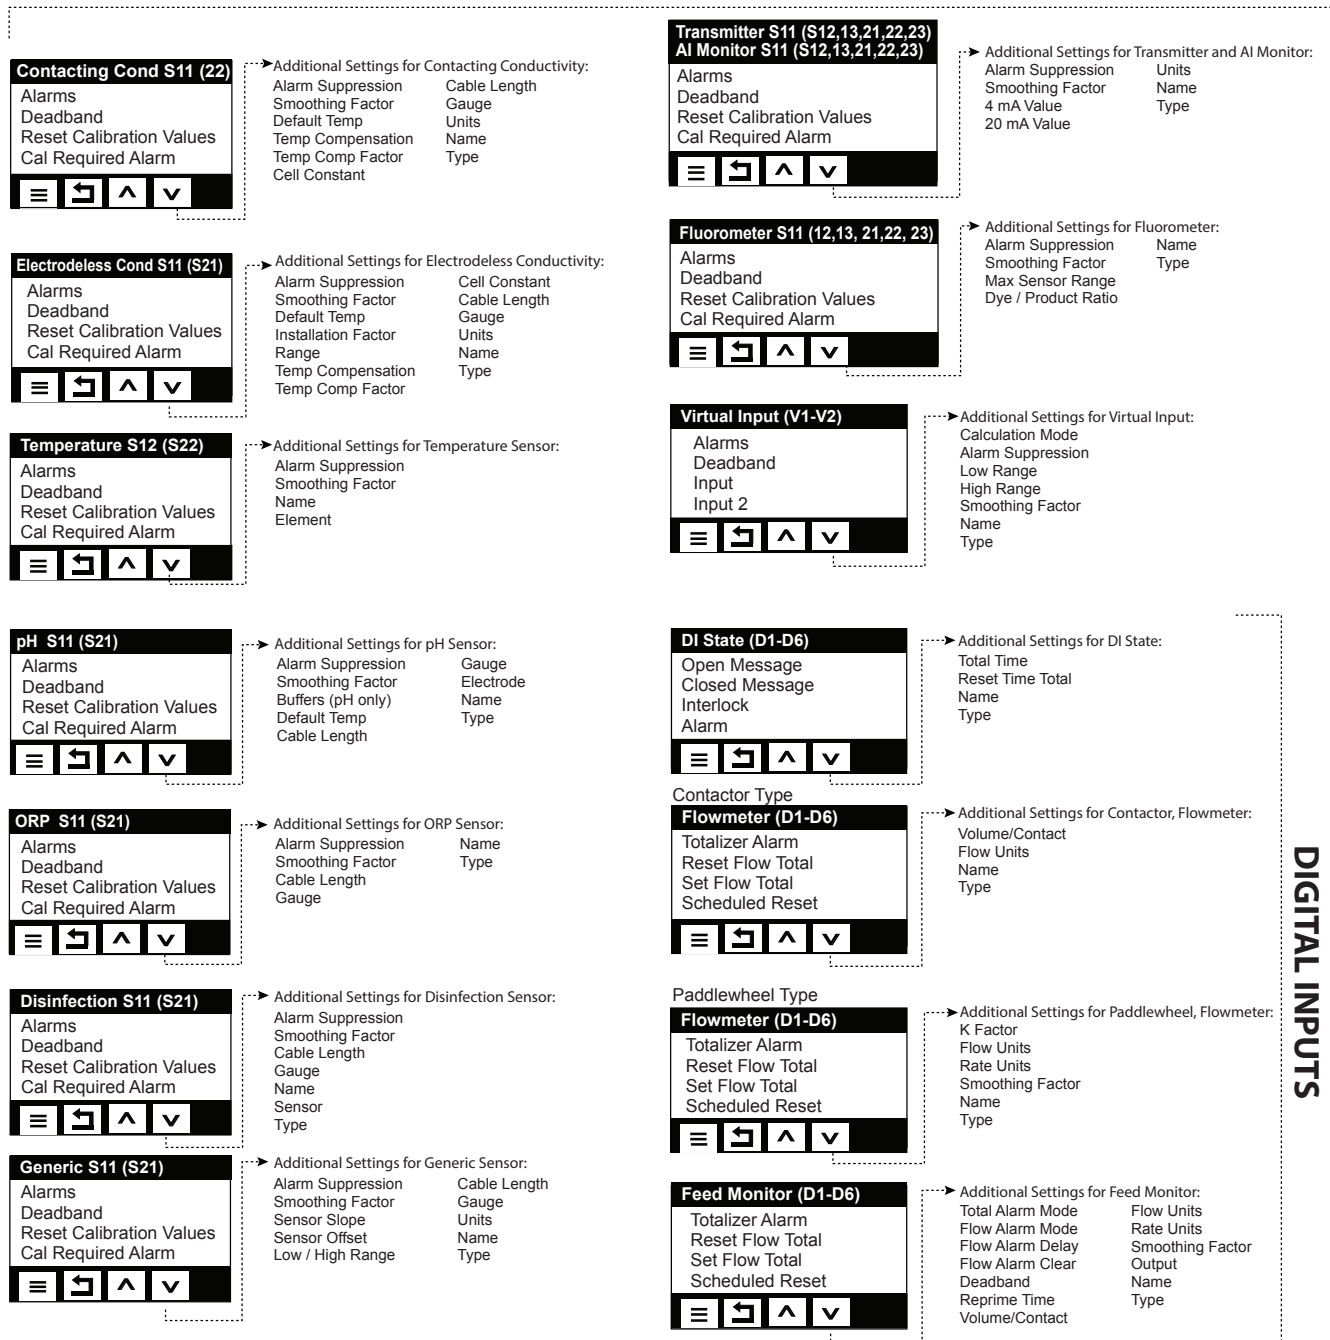 Contacting Cond S11 (22)
Alarms
Deadband
Reset Calibration Values
Cal Required Alarm
Additional Settings for Contacting Conductivity:
Alarm Suppression
Smoothing Factor
Default Temp
Temp Compensation
Temp Comp Factor
Cell Constant
Cable Length
Gauge
Units
Name
Type
Electrodeless Cond S11 (S21)
Alarms
Deadband
Reset Calibration Values
Cal Required Alarm
Additional Settings for Electrodeless Conductivity:
Alarm Suppression
Smoothing Factor
Default Temp
Installation Factor
Range
Temp Compensation
Temp Comp Factor
Cell Constant
Cable Length
Gauge
Units
Name
Type
Temperature S12 (S22)
Alarms
Deadband
Reset Calibration Values
Cal Required Alarm
Additional Settings for Temperature Sensor:
Alarm Suppression
Smoothing Factor
Name
Element
pH S11 (S21)
Alarms
Deadband
Reset Calibration Values
Cal Required Alarm
Additional Settings for pH Sensor:
Alarm Suppression
Smoothing Factor
Buffers (pH only)
Default Temp
Cable Length
Gauge
Electrode
Name
Type
ORP S11 (S21)
Alarms
Deadband
Reset Calibration Values
Cal Required Alarm
Additional Settings for ORP Sensor:
Alarm Suppression
Smoothing Factor
Cable Length
Gauge
Name
Type
Disinfection S11 (S21)
Alarms
Deadband
Reset Calibration Values
Cal Required Alarm
Additional Settings for Disinfection Sensor:
Alarm Suppression
Smoothing Factor
Cable Length
Gauge
Name
Sensor
Type
Generic S11 (S21)
Alarms
Deadband
Reset Calibration Values
Cal Required Alarm
Additional Settings for Generic Sensor:
Alarm Suppression
Smoothing Factor
Sensor Slope
Sensor Offset
Low / High Range
Cable Length
Gauge
Units
Name
Type
Transmitter S11 (S12,13,21,22,23)
AI Monitor S11 (S12,13,21,22,23)
Alarms
Deadband
Reset Calibration Values
Cal Required Alarm
Additional Settings for Transmitter and AI Monitor:
Alarm Suppression
Smoothing Factor
4 mA Value
20 mA Value
Units
Name
Type
Fluorometer S11 (12,13, 21,22, 23)
Alarms
Deadband
Reset Calibration Values
Cal Required Alarm
Additional Settings for Fluorometer:
Alarm Suppression
Smoothing Factor
Max Sensor Range
Dye / Product Ratio
Name
Type
Virtual Input (V1-V2)
Alarms
Deadband
Input
Input 2
Additional Settings for Virtual Input:
Calculation Mode
Alarm Suppression
Low Range
High Range
Smoothing Factor
Name
Type
DI State (D1-D6)
Open Message
Closed Message
Interlock
Alarm
Additional Settings for DI State:
Total Time
Reset Time Total
Name
Type
Contactor Type
Flowmeter (D1-D6)
Totalizer Alarm
Reset Flow Total
Set Flow Total
Scheduled Reset
Additional Settings for Contactor, Flowmeter:
Volume/Contact
Flow Units
Name
Type
Paddlewheel Type
Flowmeter (D1-D6)
Totalizer Alarm
Reset Flow Total
Set Flow Total
Scheduled Reset
Additional Settings for Paddlewheel, Flowmeter:
K Factor
Flow Units
Rate Units
Smoothing Factor
Name
Type
Feed Monitor (D1-D6)
Totalizer Alarm
Reset Flow Total
Set Flow Total
Scheduled Reset
Additional Settings for Feed Monitor:
Total Alarm Mode
Flow Alarm Mode
Flow Alarm Delay
Flow Alarm Clear
Deadband
Reprime Time
Volume/Contact
Flow Units
Rate Units
Smoothing Factor
Output
Name
Type
DIGITAL INPUTS